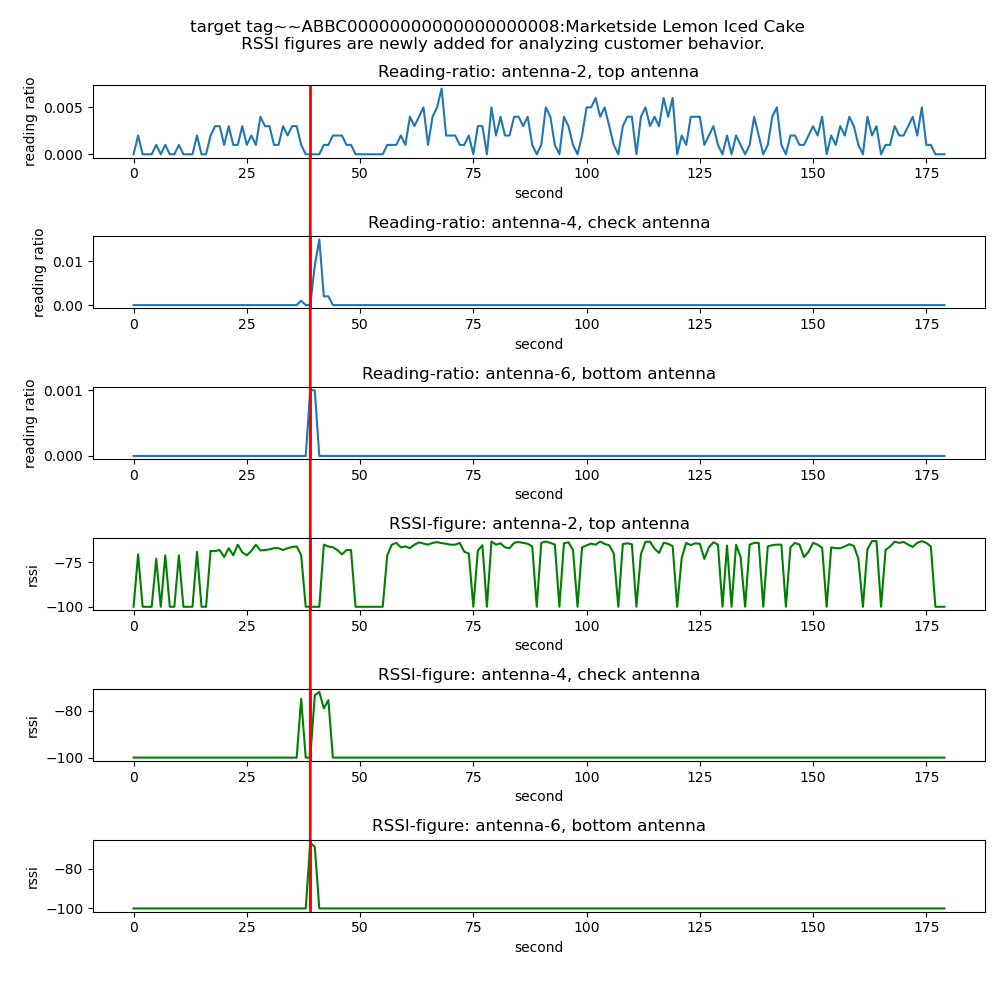 target tag~~ABBC00000000000000000008:Marketside Lemon Iced Cake
RSSI figures are newly added for analyzing customer behavior.
Reading-ratio: antenna-2, top antenna
reading ratio
0.005
0.000
0 25 50 75 100 125 150 175
second
Reading-ratio: antenna-4, check antenna
reading ratio
0.01
0.00
0 25 50 75 100 125 150 175
second
Reading-ratio: antenna-6, bottom antenna
reading ratio
0.001
0.000
0 25 50 75 100 125 150 175
second
RSSI-figure: antenna-2, top antenna
rssi
−75
−100
0 25 50 75 100 125 150 175
second
RSSI-figure: antenna-4, check antenna
rssi
−80
−100
0 25 50 75 100 125 150 175
second
RSSI-figure: antenna-6, bottom antenna
rssi
−80
−100
0 25 50 75 100 125 150 175
second